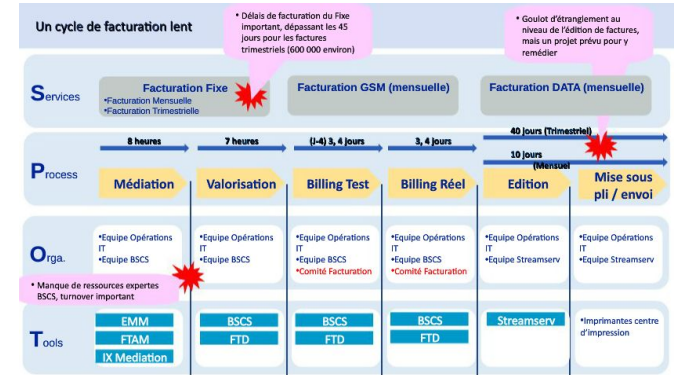 Un cycle de facturation lent
• Délais de facturation du Fixe
important, dépassant les 45
jours pour les factures
trimestriels (600 000 environ)
• Goulot d'étranglement au
niveau de l'édition de factures,
mais un projet prévu pour y
remédier
Services
Facturation Fixe
•Facturation Mensuelle
•Facturation Trimestrielle
Facturation GSM (mensuelle)
Facturation DATA (mensuelle)
Process
8 heures
7 heures
(J-4) 3, 4 jours
3, 4 jours
40 jours (Trimestriel)
10 jours
(Mensuel
Médiation
Valorisation
Billing Test
Billing Réel
Edition
Mise sous
pli / envoi
Orga.
•Equipe Opérations
IT
•Equipe BSCS
•Equipe Opérations
IT
•Equipe BSCS
•Equipe Opérations
IT
•Equipe BSCS
•Comité Facturation
•Equipe Opérations
IT
•Equipe BSCS
•Comité Facturation
•Equipe Opérations
IT
•Equipe Streamserv
•Equipe Opérations
IT
•Equipe Streamserv
• Manque de ressources expertes
BSCS, turnover important
Tools
EMM
FTAM
IX Mediation
BSCS
FTD
BSCS
FTD
BSCS
FTD
Streamserv
•Imprimantes centre
d'impression